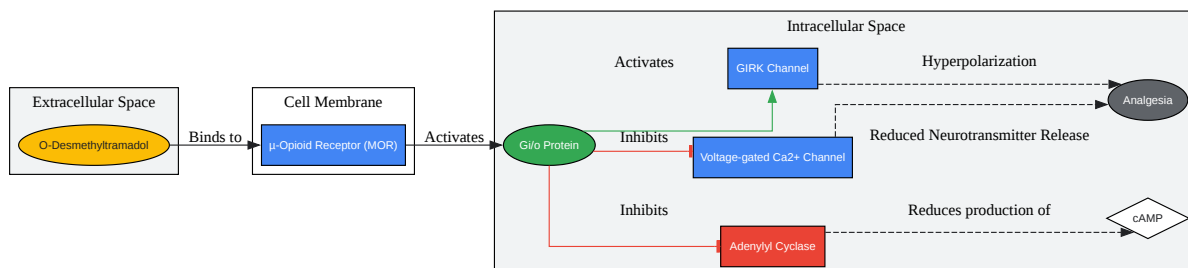 Intracellular Space
Activates
GIRK Channel
Hyperpolarization
Analgesia
Extracellular Space
O-Desmethyltramadol
Binds to
Cell Membrane
µ-Opioid Receptor (MOR)
Activates
Gi/o Protein
Inhibits
Voltage-gated Ca2+ Channel
Reduced Neurotransmitter Release
Inhibits
Adenylyl Cyclase
Reduces production of
cAMP